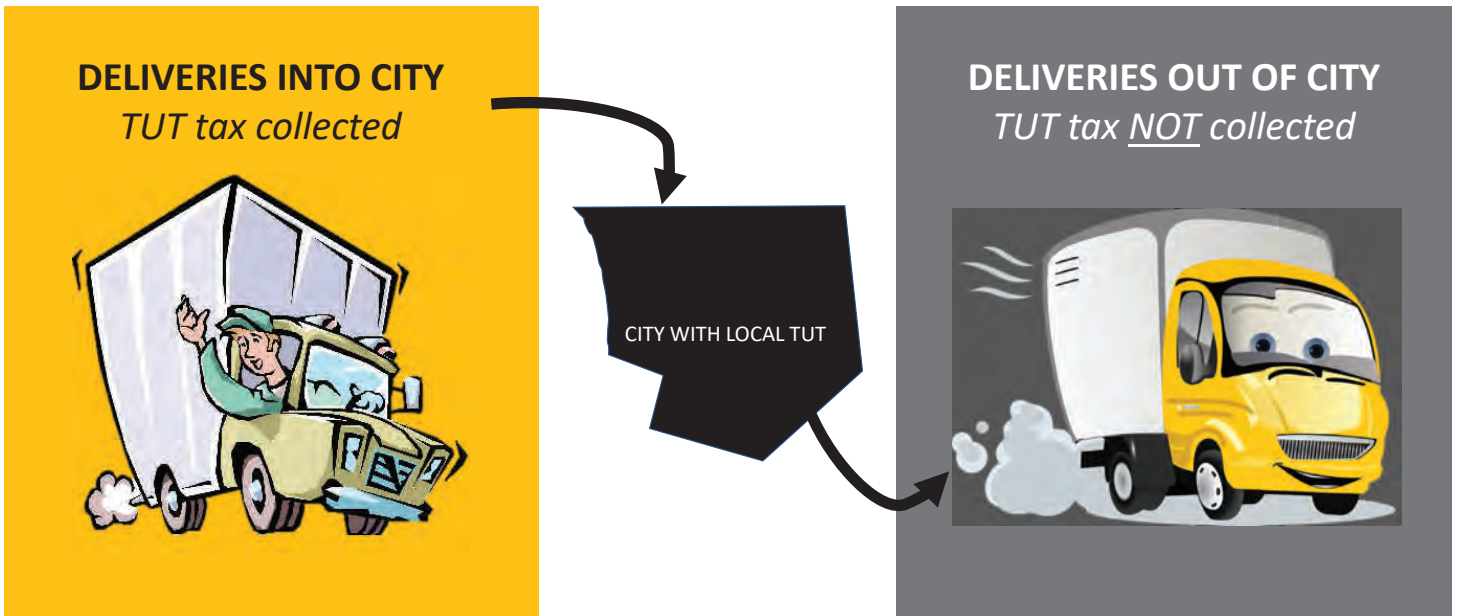 DELIVERIES INTO CITY
TUT tax collected
CITY WITH LOCAL TUT
DELIVERIES OUT OF CITY
TUT tax NOT collected